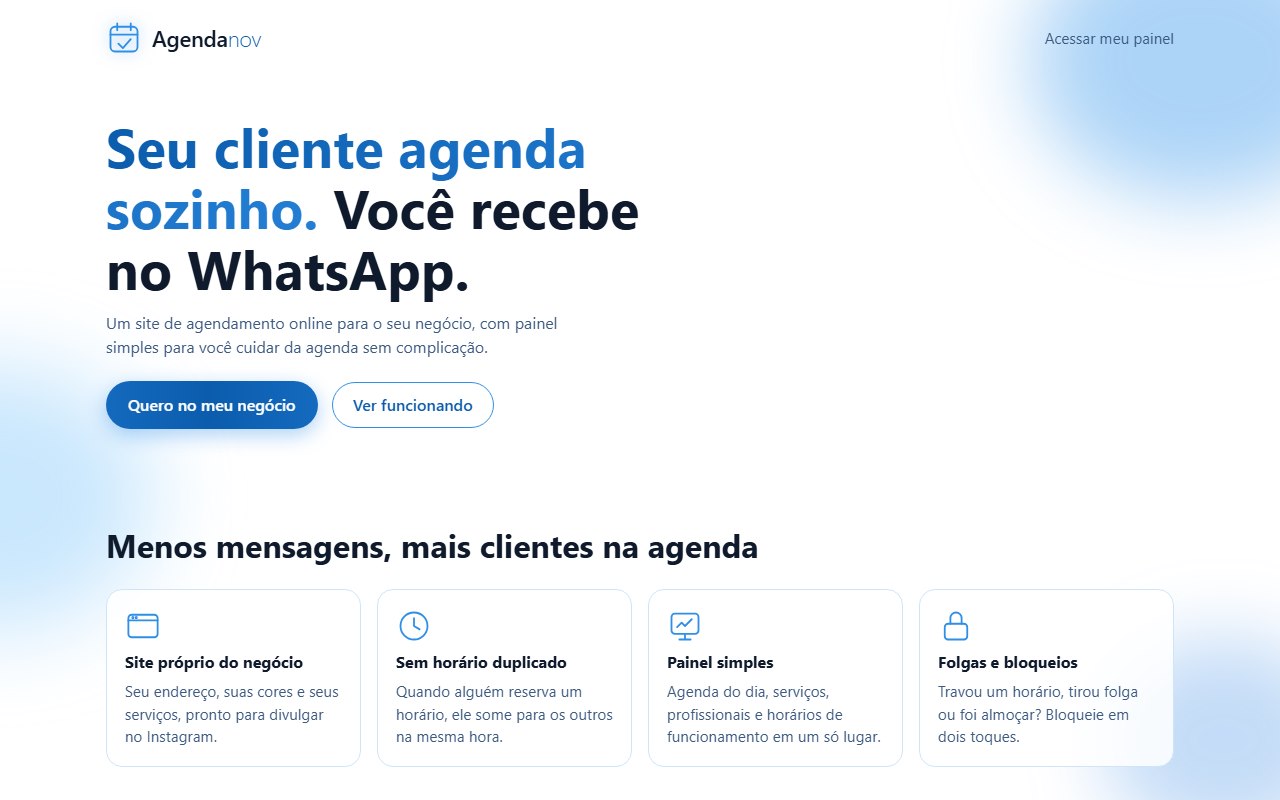 Agendanov
Acessar meu painel
Seu cliente agenda
sozinho. Você recebe
no WhatsApp.
Um site de agendamento online para o seu negócio, com painel
simples para você cuidar da agenda sem complicação.
Quero no meu negócio
Ver funcionando
Menos mensagens, mais clientes na agenda
Site próprio do negócio
Seu endereço, suas cores e seus
serviços, pronto para divulgar
no Instagram.
Sem horário duplicado
Quando alguém reserva um
horário, ele some para os outros
na mesma hora.
Painel simples
Agenda do dia, serviços,
profissionais e horários de
funcionamento em um só lugar.
Folgas e bloqueios
Travou um horário, tirou folga
ou foi almoçar? Bloqueie em
dois toques.